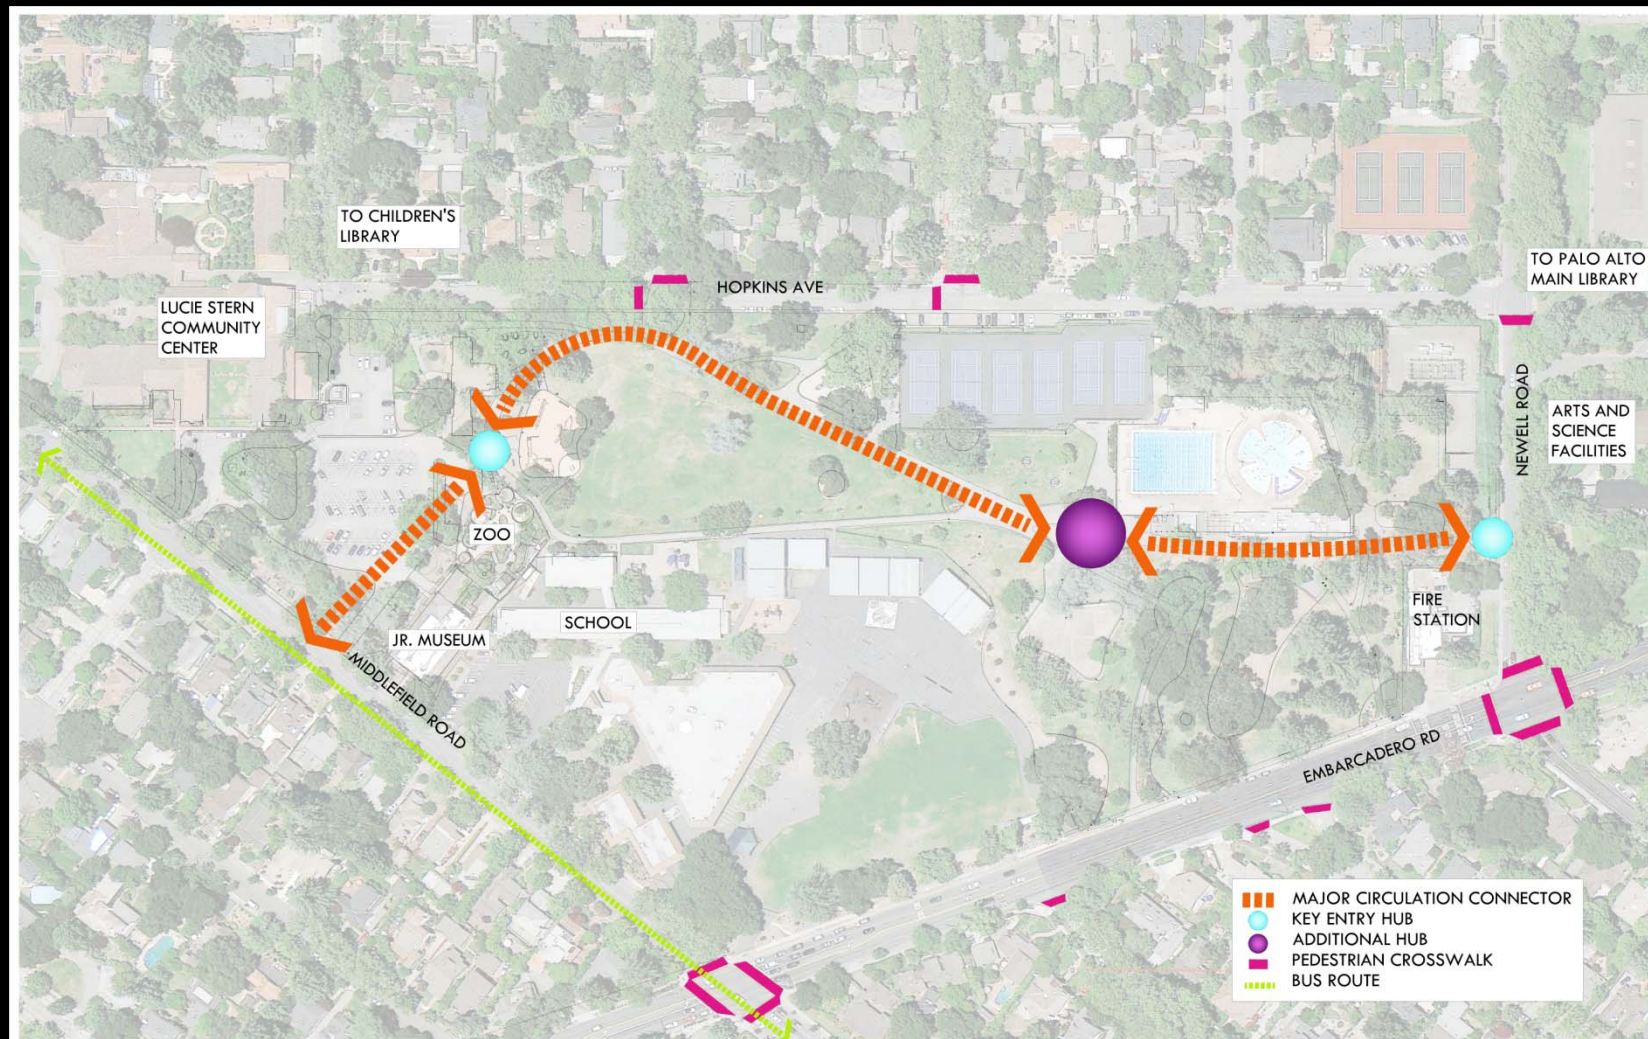 TO CHILDREN'S
LIBRARY
TO PALO ALTO
MAIN LIBRARY
HOPKINS AVE
LUCIE STERN
COMMUNITY
CENTER
NEWELL ROAD
ARTS AND
SCIENCE
FACILITIES
ZOO
FIRE
STATION
SCHOOL
JR. MUSEUM
MIDDLEFIELD ROAD
EMBARCADERO RD
MAJOR CIRCULATION CONNECTOR
KEY ENTRY HUB
ADDITIONAL HUB
PEDESTRIAN CROSSWALK
BUS ROUTE